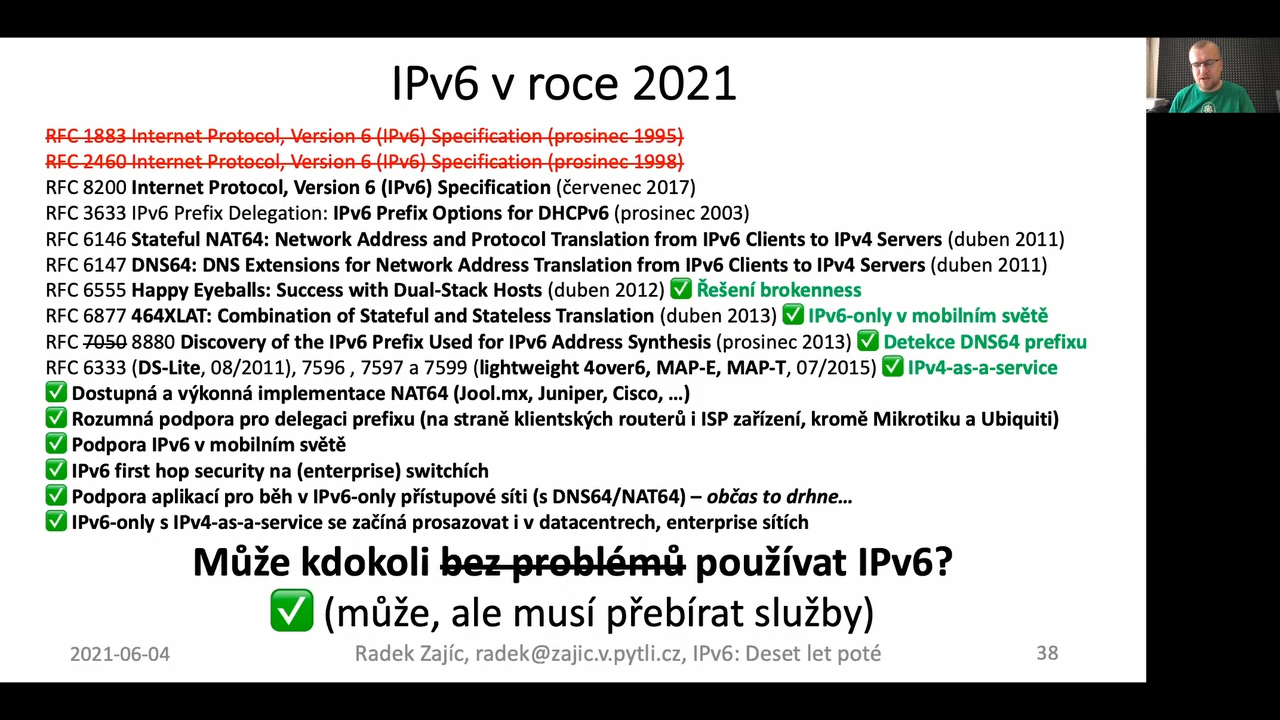 IPv6 v roce 2021
RFC 1883 Internet Protocol, Version 6 (IPv6) Specification (prosinec 1995)
RFC 2460 Internet Protocol, Version 6 (IPv6) Specification (prosinec 1998)
RFC 8200 Internet Protocol, Version 6 (IPv6) Specification (červenec 2017)
RFC 3633 IPv6 Prefix Delegation: IPv6 Prefix Options for DHCPv6 (prosinec 2003)
RFC 6146 Stateful NAT64: Network Address and Protocol Translation from IPv6 Clients to IPv4 Servers (duben 2011)
RFC 6147 DNS64: DNS Extensions for Network Address Translation from IPv6 Clients to IPv4 Servers (duben 2011)
RFC 6555 Happy Eyeballs: Success with Dual-Stack Hosts (duben 2012) ✅ Řešení brokenness
RFC 6877 464XLAT: Combination of Stateful and Stateless Translation (duben 2013) ✅ IPv6-only v mobilním světě
RFC 7050 8880 Discovery of the IPv6 Prefix Used for IPv6 Address Synthesis (prosinec 2013) ✅ Detekce DNS64 prefixu
RFC 6333 (DS-Lite, 08/2011), 7596 , 7597 a 7599 (lightweight 4over6, MAP-E, MAP-T, 07/2015) ✅ IPv4-as-a-service
✅ Dostupná a výkonná implementace NAT64 (Jool.mx, Juniper, Cisco, …)
✅ Rozumná podpora pro delegaci prefixu (na straně klientských routerů i ISP zařízení, kromě Mikrotiku a Ubiquiti)
✅ Podpora IPv6 v mobilním světě
✅ IPv6 first hop security na (enterprise) switchích
✅ Podpora aplikací pro běh v IPv6-only přístupové síti (s DNS64/NAT64) – občas to drhne…
✅ IPv6-only s IPv4-as-a-service se začíná prosazovat i v datacentrech, enterprise sítích
Může kdokoli bez problémů používat IPv6?
✅ (může, ale musí přebírat služby)
2021-06-04 Radek Zajíc, radek@zajic.v.pytli.cz, IPv6: Deset let poté 38